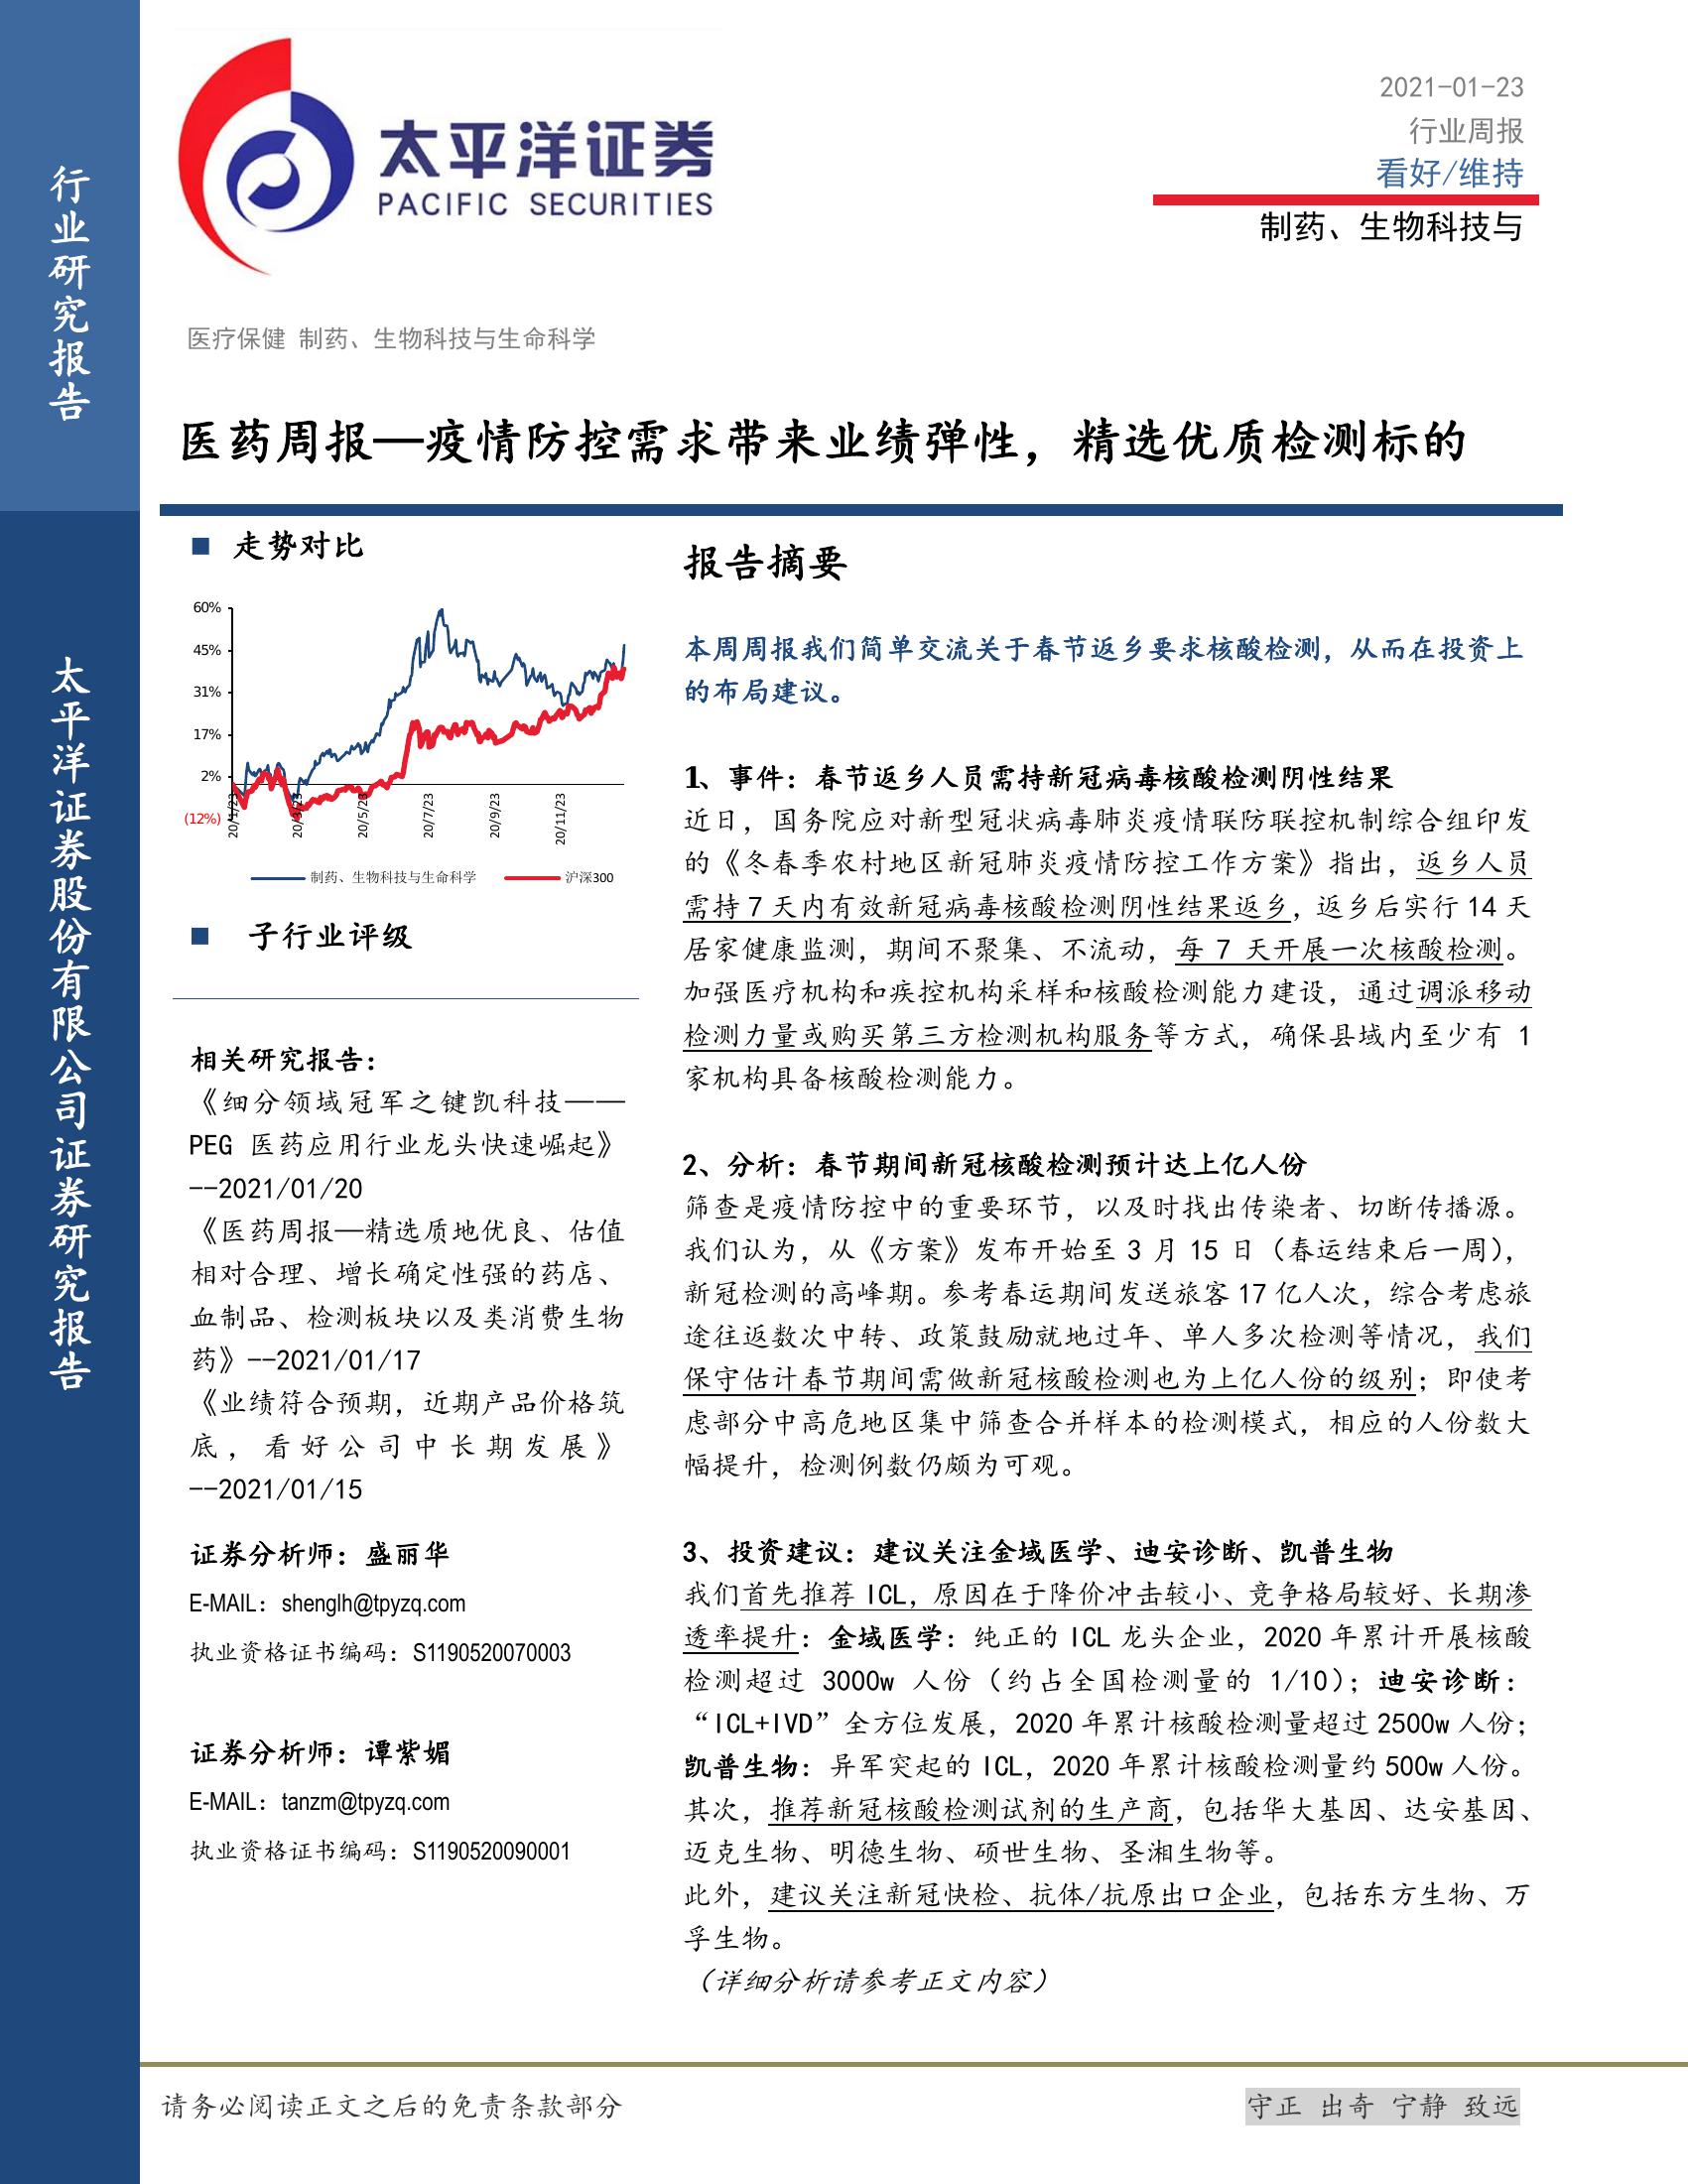 行业研究报告
太平洋证券股份有限公司证券研究报告
太平洋证券
PACIFIC SECURITIES
2021-01-23
行业周报
看好/维持
制药、生物科技与
医疗保健 制药、生物科技与生命科学
医药周报—疫情防控需求带来业绩弹性，精选优质检测标的
■ 走势对比
60%
45%
31%
17%
2%
(12%)
20/1/23
20/3/23
20/5/23
20/7/23
20/9/23
20/11/23
制药、生物科技与生命科学 沪深300
■ 子行业评级
相关研究报告：
《细分领域冠军之键凯科技——
PEG 医药应用行业龙头快速崛起》
--2021/01/20
《医药周报—精选质地优良、估值
相对合理、增长确定性强的药店、
血制品、检测板块以及类消费生物
药》--2021/01/17
《业绩符合预期，近期产品价格筑
底，看好公司中长期发展》
--2021/01/15
证券分析师：盛丽华
E-MAIL：shenglh@tpyzq.com
执业资格证书编码：S1190520070003
证券分析师：谭紫媚
E-MAIL：tanzm@tpyzq.com
执业资格证书编码：S1190520090001
报告摘要
本周周报我们简单交流关于春节返乡要求核酸检测，从而在投资上
的布局建议。
1、事件：春节返乡人员需持新冠病毒核酸检测阴性结果
近日，国务院应对新型冠状病毒肺炎疫情联防联控机制综合组印发
的《冬春季农村地区新冠肺炎疫情防控工作方案》指出，返乡人员
需持 7 天内有效新冠病毒核酸检测阴性结果返乡，返乡后实行 14 天
居家健康监测，期间不聚集、不流动，每 7 天开展一次核酸检测。
加强医疗机构和疾控机构采样和核酸检测能力建设，通过调派移动
检测力量或购买第三方检测机构服务等方式，确保县域内至少有 1
家机构具备核酸检测能力。
2、分析：春节期间新冠核酸检测预计达上亿人份
筛查是疫情防控中的重要环节，以及时找出传染者、切断传播源。
我们认为，从《方案》发布开始至 3 月 15 日（春运结束后一周），
新冠检测的高峰期。参考春运期间发送旅客 17 亿人次，综合考虑旅
途往返数次中转、政策鼓励就地过年、单人多次检测等情况，我们
保守估计春节期间需做新冠核酸检测也为上亿人份的级别；即使考
虑部分中高危地区集中筛查合并样本的检测模式，相应的人份数大
幅提升，检测例数仍颇为可观。
3、投资建议：建议关注金域医学、迪安诊断、凯普生物
我们首先推荐 ICL，原因在于降价冲击较小、竞争格局较好、长期渗
透率提升：金域医学：纯正的 ICL 龙头企业，2020 年累计开展核酸
检测超过 3000w 人份（约占全国检测量的 1/10）；迪安诊断：
“ICL+IVD”全方位发展，2020 年累计核酸检测量超过 2500w 人份；
凯普生物：异军突起的 ICL，2020 年累计核酸检测量约 500w 人份。
其次，推荐新冠核酸检测试剂的生产商，包括华大基因、达安基因、
迈克生物、明德生物、硕世生物、圣湘生物等。
此外，建议关注新冠快检、抗体/抗原出口企业，包括东方生物、万
孚生物。
（详细分析请参考正文内容）
请务必阅读正文之后的免责条款部分
守正 出奇 宁静 致远